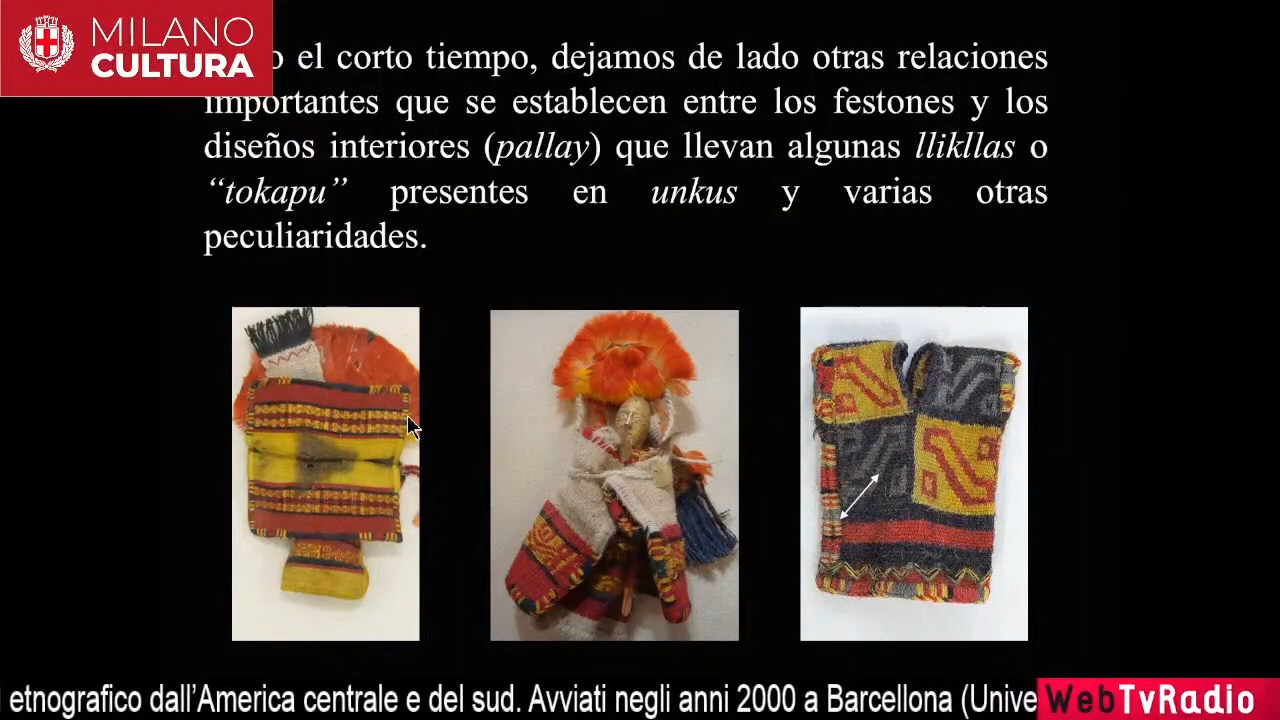 MILANO
CULTURA
o el corto tiempo, dejamos de lado otras relaciones
importantes que se establecen entre los festones y los
diseños interiores (pallay) que llevan algunas llikllas o
“tokapu” presentes en unkus y varias otras
peculiaridades.
etnografico dall’America centrale e del sud. Avviati negli anni 2000 a Barcellona (Unive
WebTvRadio